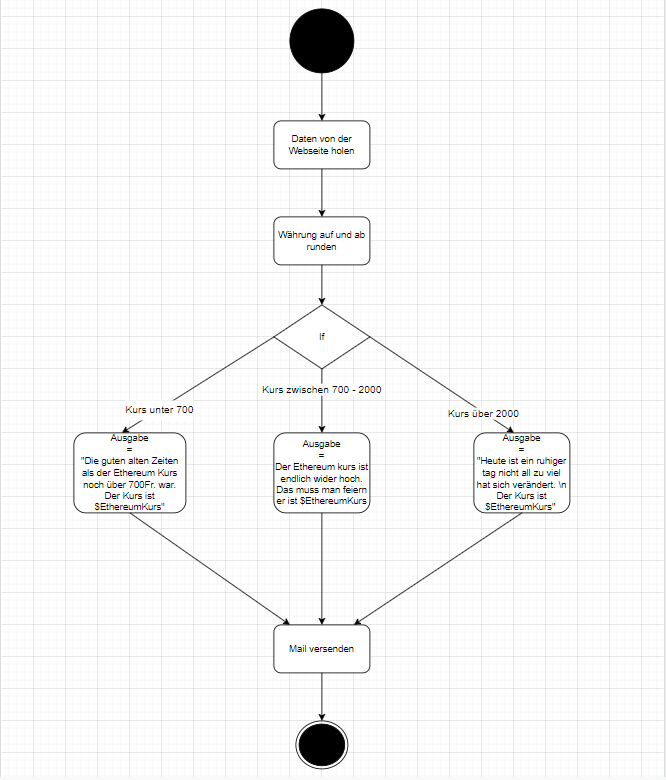 Daten von der
Webseite holen
Währung auf und ab
runden
If
Kurs zwischen 700 - 2000
Kurs unter 700
Kurs über 2000
Ausgabe
=
"Die guten alten Zeiten
als der Ethereum Kurs
noch über 700Fr. war.
Der Kurs ist
$EthereumKurs"
Ausgabe
=
Der Ethereum kurs ist
endlich wider hoch.
Das muss man feiern
er ist $EthereumKurs
Ausgabe
=
"Heute ist ein ruhiger
tag nicht all zu viel
hat sich verändert. \n
Der Kurs ist
$EthereumKurs"
Mail versenden